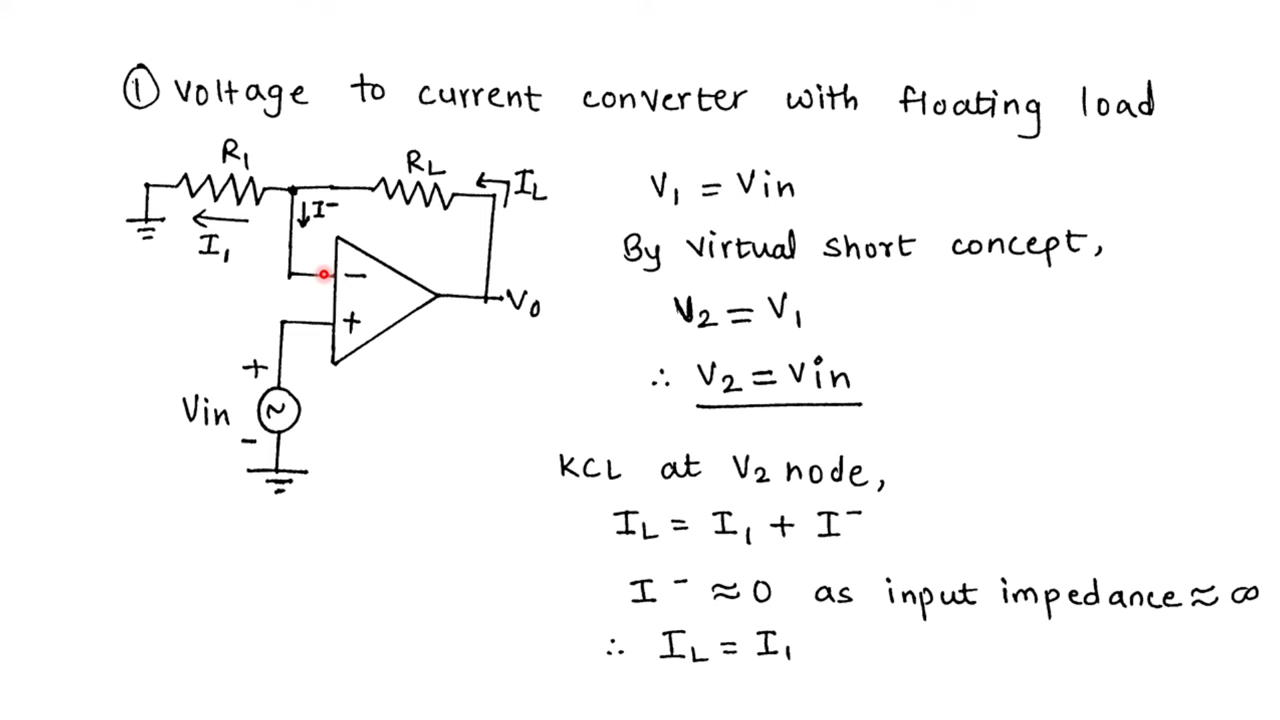 ① Voltage to current converter with floating load
R1
RL
IL
I-
I1
-
+
Vo
+
Vin
~
-
V1 = Vin
By virtual short concept,
V2 = V1
∴ V2 = Vin
KCL at V2 node,
IL = I1 + I-
I- ≈ 0 as input impedance ≈ ∞
∴ IL = I1